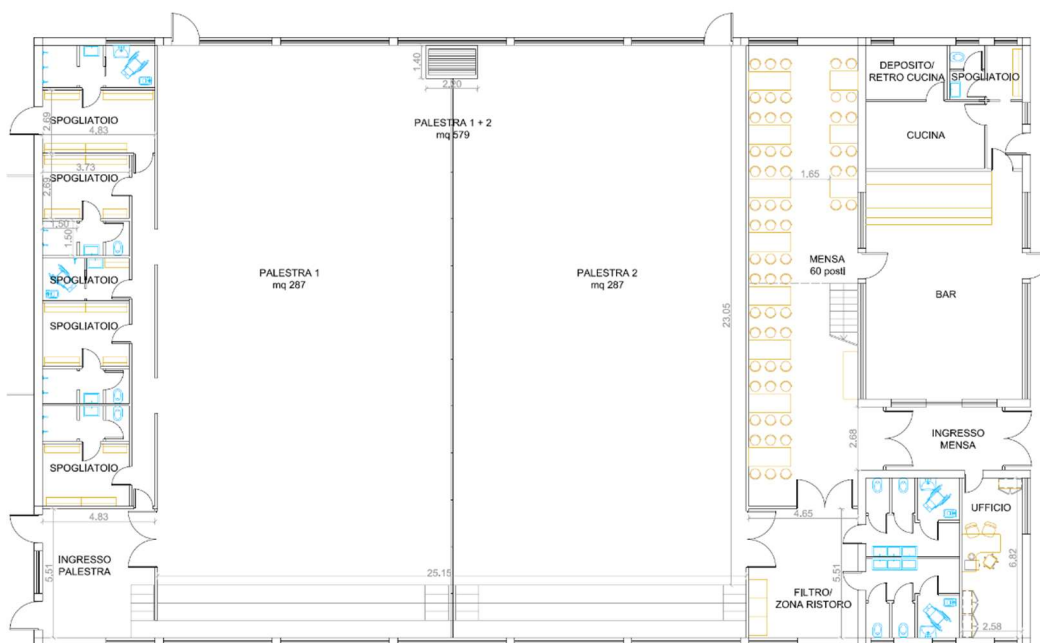 1.40
2.20
DEPOSITO/
RETRO CUCINA
SPOGLIATOIO
SPOGLIATOIO
4.83
2.69
PALESTRA 1 + 2
mq 579
CUCINA
3.73
SPOGLIATOIO
2.69
1.65
1.50
1.50
PALESTRA 1
mq 287
PALESTRA 2
mq 287
MENSA
60 posti
SPOGLIATOIO
BAR
23.05
SPOGLIATOIO
2.68
INGRESSO
MENSA
SPOGLIATOIO
4.83
4.65
UFFICIO
6.82
INGRESSO
PALESTRA
5.51
25.15
5.51
FILTRO/
ZONA RISTORO
2.58